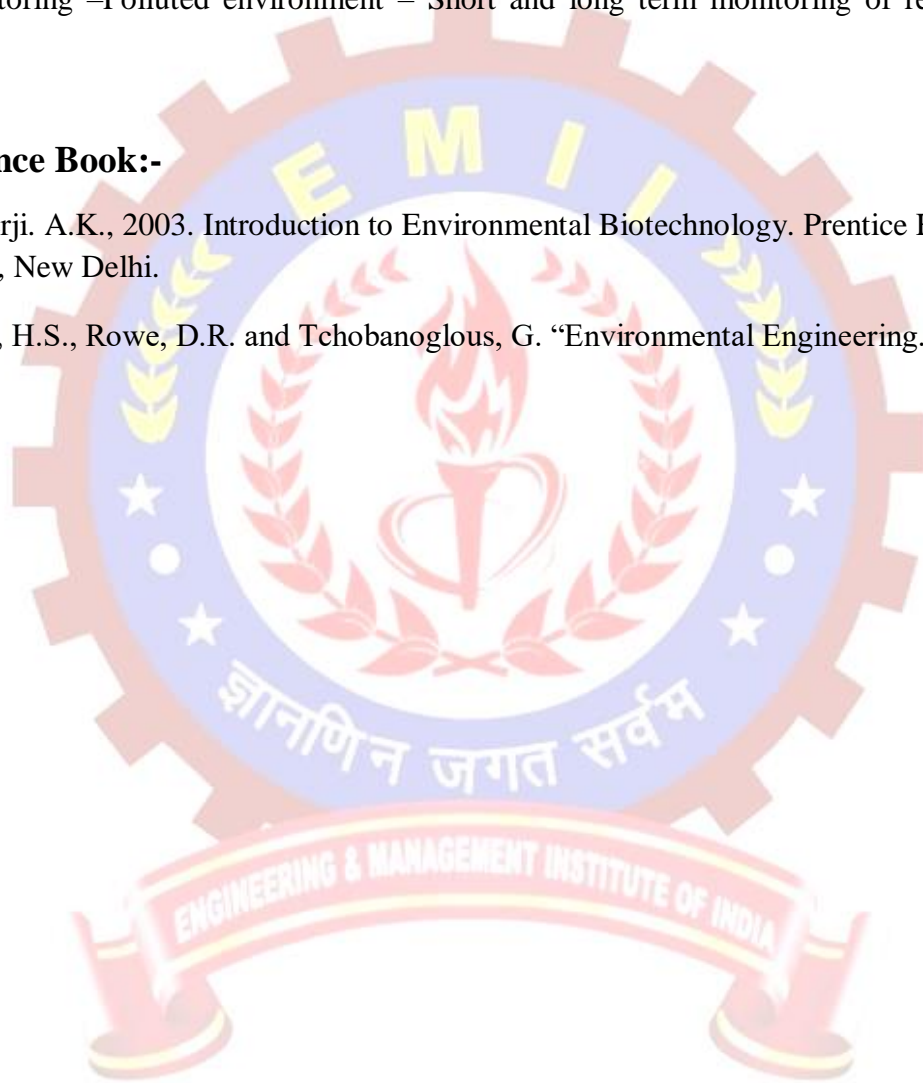 toring –Polluted environment – Short and long term monitoring of re
nce Book:-
rji. A.K., 2003. Introduction to Environmental Biotechnology. Prentice
, New Delhi.
, H.S., Rowe, D.R. and Tchobanoglous, G. “Environmental Engineering.
E M I I
ज्ञानणिन जगत सर्वम
ENGINEERING & MANAGEMENT INSTITUTE OF INDIA